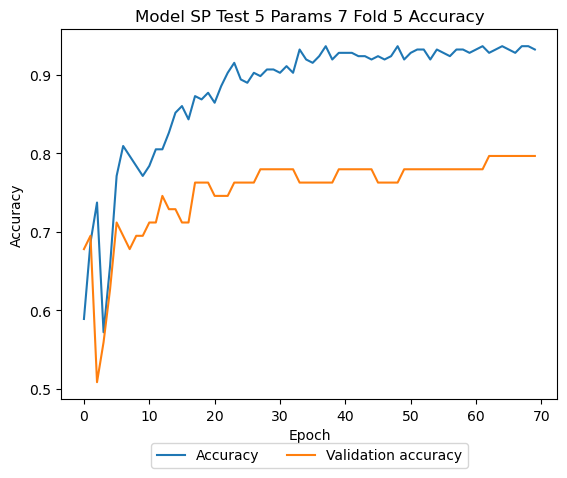 Model SP Test 5 Params 7 Fold 5 Accuracy
Accuracy
0.9
0.8
0.7
0.6
0.5
0 10 20 30 40 50 60 70
Epoch
Accuracy Validation accuracy